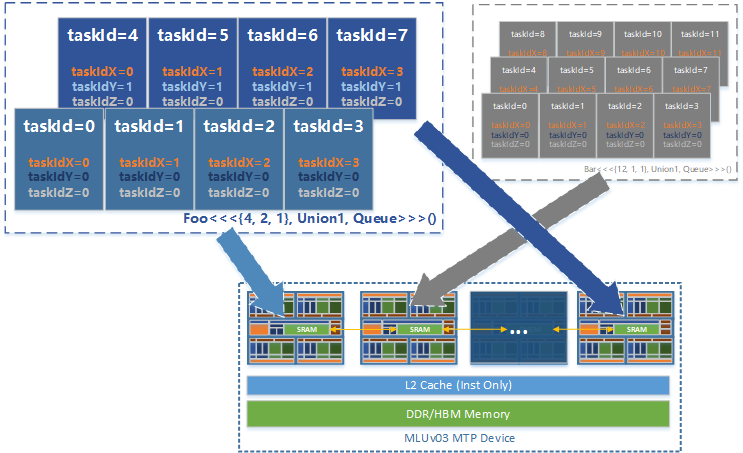 taskId=4
taskIdX=0
taskIdY=1
taskIdZ=0
taskId=5
taskIdX=1
taskIdY=1
taskIdZ=0
taskId=6
taskIdX=2
taskIdY=1
taskIdZ=0
taskId=7
taskIdX=3
taskIdY=1
taskIdZ=0
taskId=0
taskIdX=0
taskIdY=0
taskIdZ=0
taskId=1
taskIdX=1
taskIdY=0
taskIdZ=0
taskId=2
taskIdX=2
taskIdY=0
taskIdZ=0
taskId=3
taskIdX=3
taskIdY=0
taskIdZ=0
Foo<<<{4, 2, 1}, Union1, Queue>>>()
taskId=8
taskIdX=8
taskId=9
taskIdX=9
taskId=10
taskIdX=10
taskId=11
taskIdX=11
taskId=4
taskIdX=4
taskId=5
taskIdX=5
taskId=6
taskIdX=6
taskId=7
taskIdX=7
taskId=0
taskIdX=0
taskIdY=0
taskIdZ=0
taskId=1
taskIdX=1
taskIdY=0
taskIdZ=0
taskId=2
taskIdX=2
taskIdY=0
taskIdZ=0
taskId=3
taskIdX=3
taskIdY=0
taskIdZ=0
Bar<<<{12, 1, 1}, Union1, Queue>>>()
SRAM
SRAM
...
SRAM
L2 Cache (Inst Only)
DDR/HBM Memory
MLUv03 MTP Device